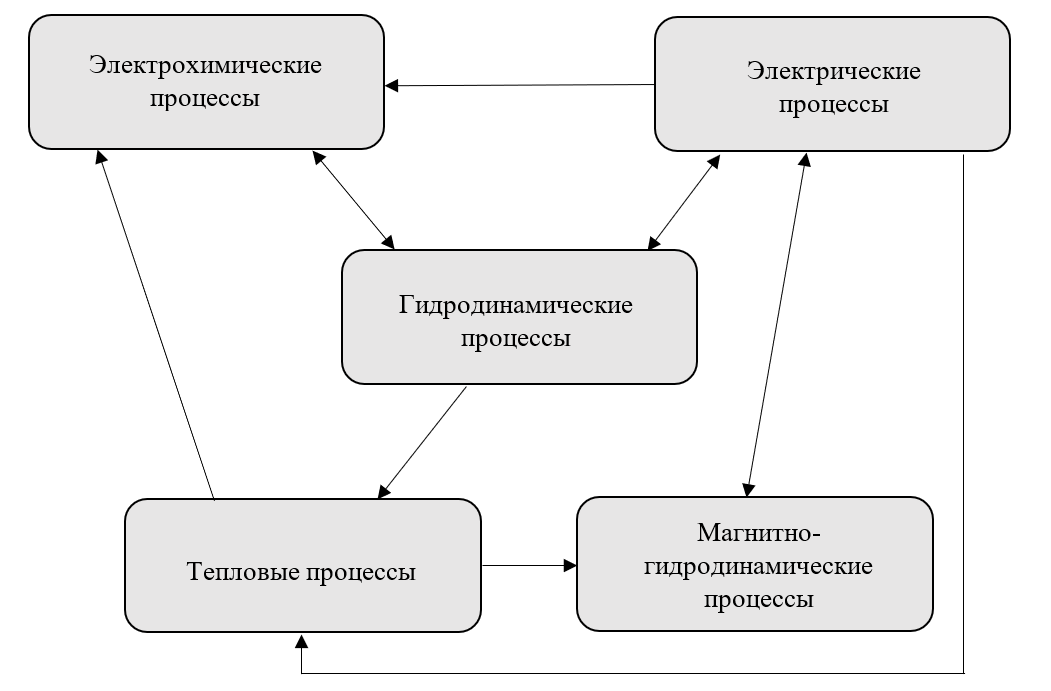 Электрохимические
процессы
Электрические
процессы
Гидродинамические
процессы
Тепловые процессы
Магнитно-
гидродинамические
процессы